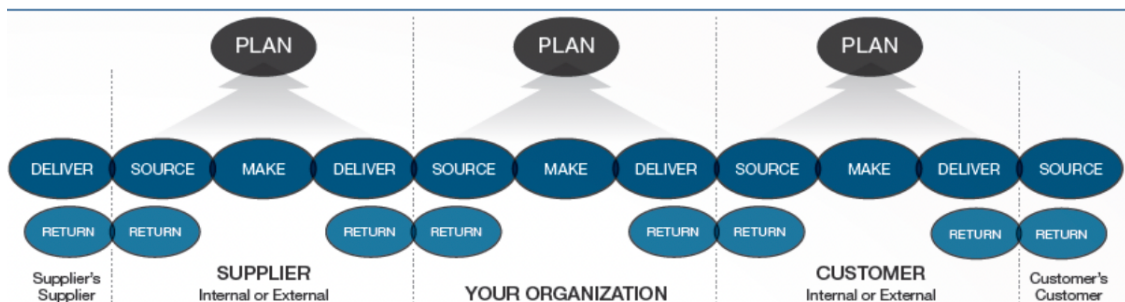 PLAN PLAN PLAN
DELIVER SOURCE MAKE DELIVER SOURCE MAKE DELIVER SOURCE MAKE DELIVER SOURCE
RETURN RETURN RETURN RETURN RETURN RETURN RETURN RETURN
Supplier's
Supplier
SUPPLIER
Internal or External
YOUR ORGANIZATION
CUSTOMER
Internal or External
Customer's
Customer